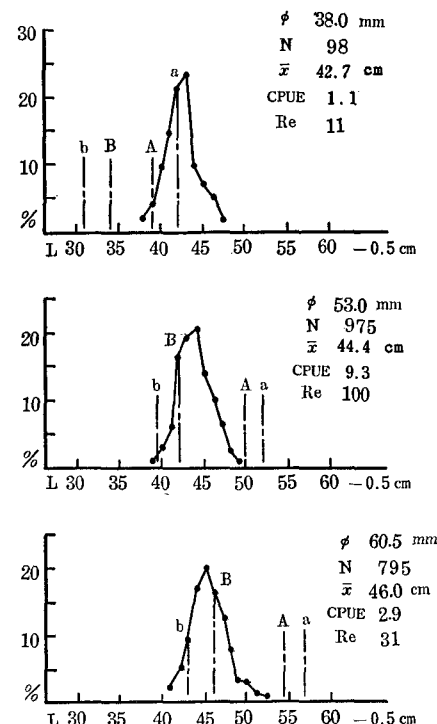 φ 38.0 mm
N 98
x̄ 42.7 cm
CPUE 1.1
Re 11
30
20
10
%
b B A a
L 30 35 40 45 50 55 60 −0.5 cm
φ 53.0 mm
N 975
x̄ 44.4 cm
CPUE 9.3
Re 100
20
10
%
b B A a
L 30 35 40 45 50 55 60 −0.5 cm
φ 60.5 mm
N 795
x̄ 46.0 cm
CPUE 2.9
Re 31
20
10
%
b B A a
L 30 35 40 45 50 55 60 −0.5 cm